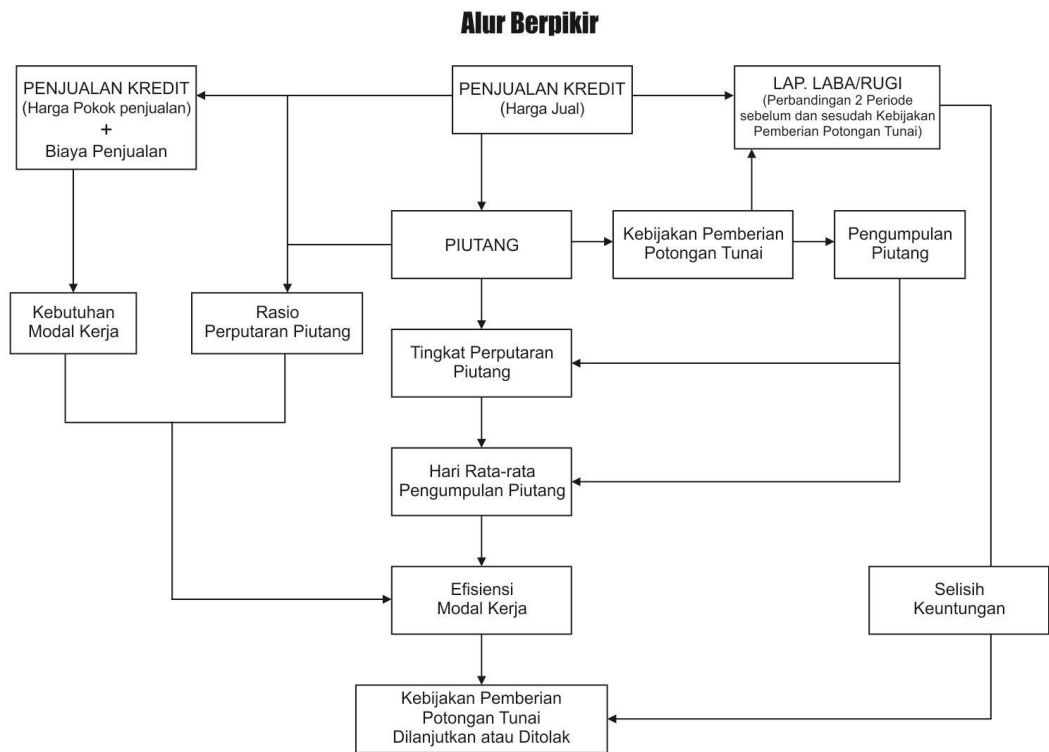 Alur Berpikir
PENJUALAN KREDIT
(Harga Pokok penjualan)
+
Biaya Penjualan
PENJUALAN KREDIT
(Harga Jual)
LAP. LABA/RUGI
(Perbandingan 2 Periode
sebelum dan sesudah Kebijakan
Pemberian Potongan Tunai)
PIUTANG
Kebijakan Pemberian
Potongan Tunai
Pengumpulan
Piutang
Kebutuhan
Modal Kerja
Rasio
Perputaran Piutang
Tingkat Perputaran
Piutang
Hari Rata-rata
Pengumpulan Piutang
Efisiensi
Modal Kerja
Selisih
Keuntungan
Kebijakan Pemberian
Potongan Tunai
Dilanjutkan atau Ditolak